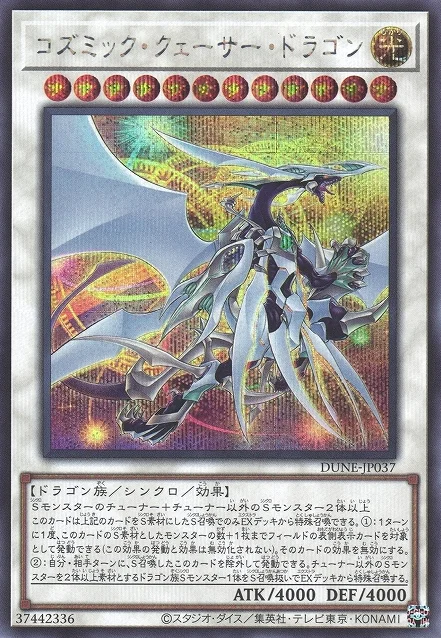 コズミック・クェーサー・ドラゴン
光
DUNE-JP037
【ドラゴン族/シンクロ/効果】
Sモンスターのチューナー+チューナー以外のSモンスター2体以上
このカードは上記のカードをS素材にしたS召喚でのみEXデッキから特殊召喚できる。①:1ターン
に1度、このカードのS素材としたモンスターの数+1枚までフィールドの表側表示カードを対象
として発動できる(この効果の発動と効果は無効化されない)。そのカードの効果を無効にする。
②:自分・相手ターンに、S召喚したこのカードを除外して発動できる。チューナー以外のSモンス
ターを2体以上素材とするドラゴン族Sモンスター1体をS召喚扱いでEXデッキから特殊召喚する。
ATK/4000 DEF/4000
37442336
©スタジオ・ダイス/集英社・テレビ東京・KONAMI